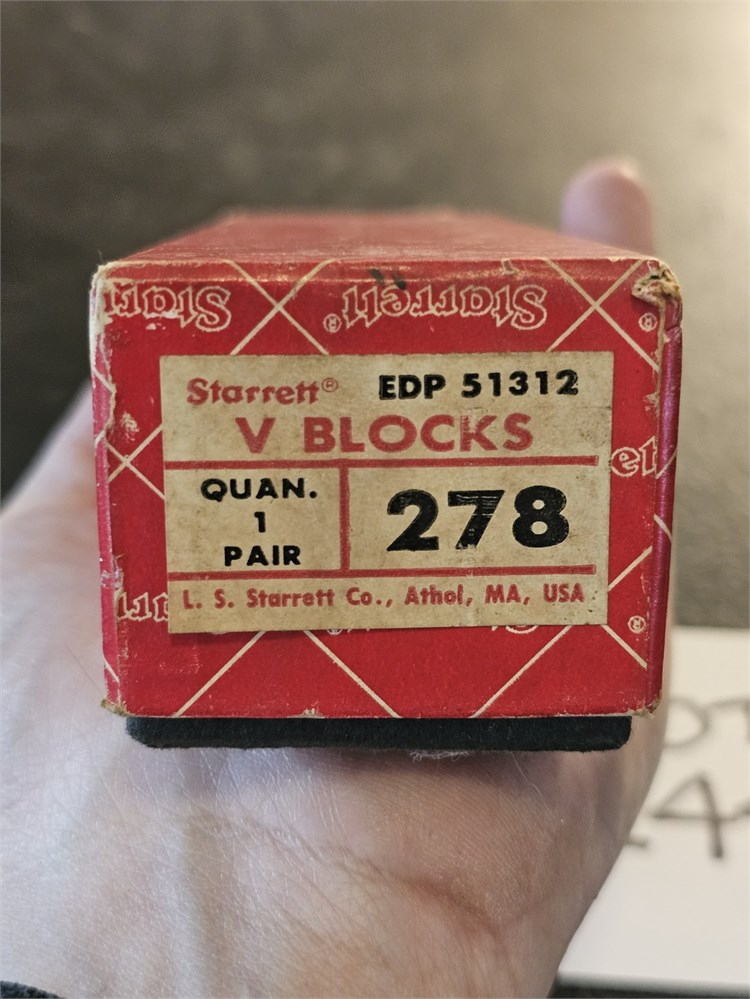 Starrett
Starrett®
®
Starrett® EDP 51312
V BLOCKS
QUAN.
1
PAIR
278
L. S. Starrett Co., Athol, MA, USA
®